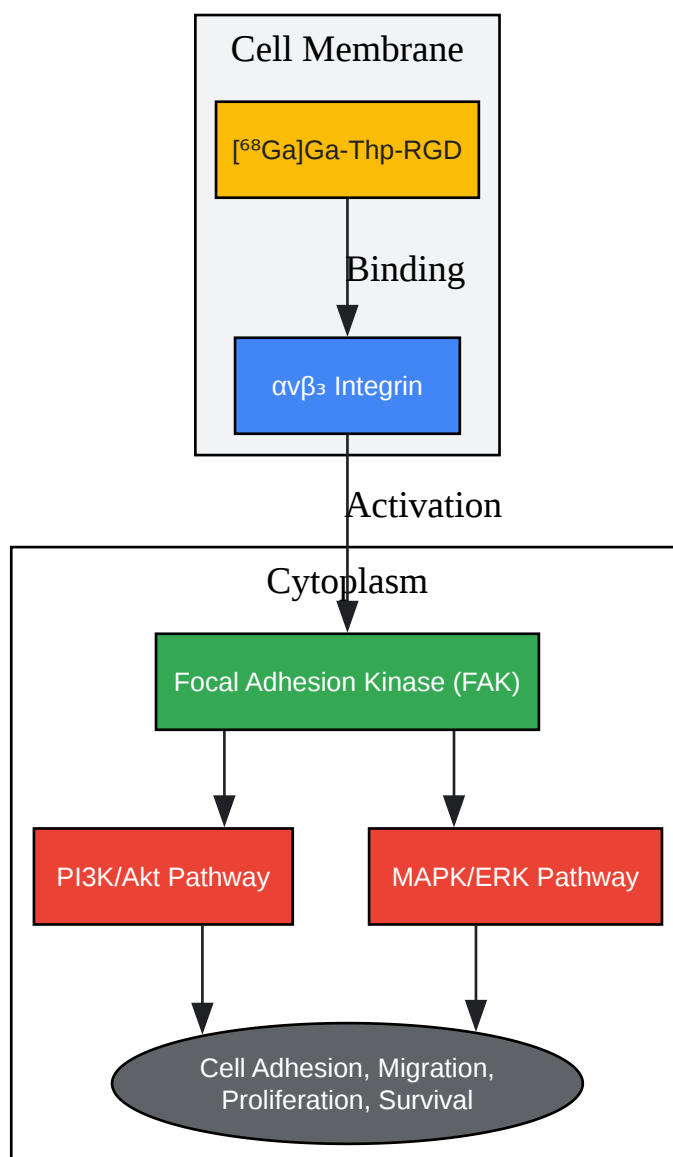 Cell Membrane
[⁶⁸Ga]Ga-Thp-RGD
Binding
αvβ₃ Integrin
Activation
Cytoplasm
Focal Adhesion Kinase (FAK)
PI3K/Akt Pathway
MAPK/ERK Pathway
Cell Adhesion, Migration,
Proliferation, Survival